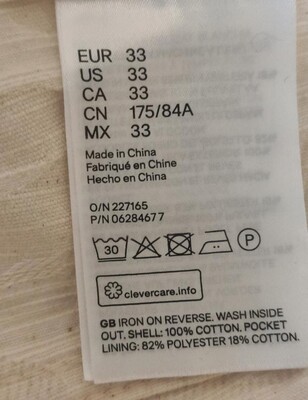 EUR 33
US 33
CA 33
CN 175/84A
MX 33
Made in China
Fabriqué en Chine
Hecho en China
O/N 227165
P/N 0628467 7
30 P
clevercare.info
GB IRON ON REVERSE. WASH INSIDE
OUT. SHELL: 100% COTTON. POCKET
LINING: 82% POLYESTER 18% COTTON.